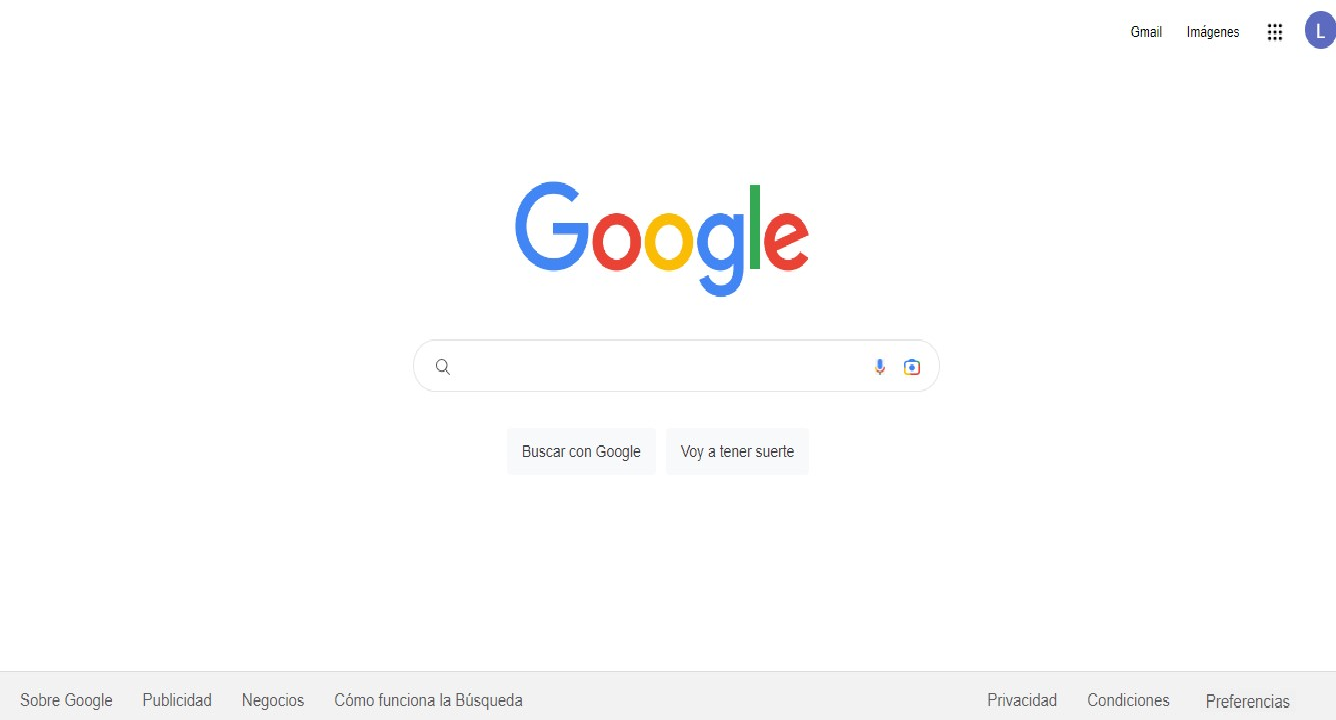 Gmail Imágenes L
Google
Buscar con Google Voy a tener suerte
Sobre Google Publicidad Negocios Cómo funciona la Búsqueda Privacidad Condiciones Preferencias